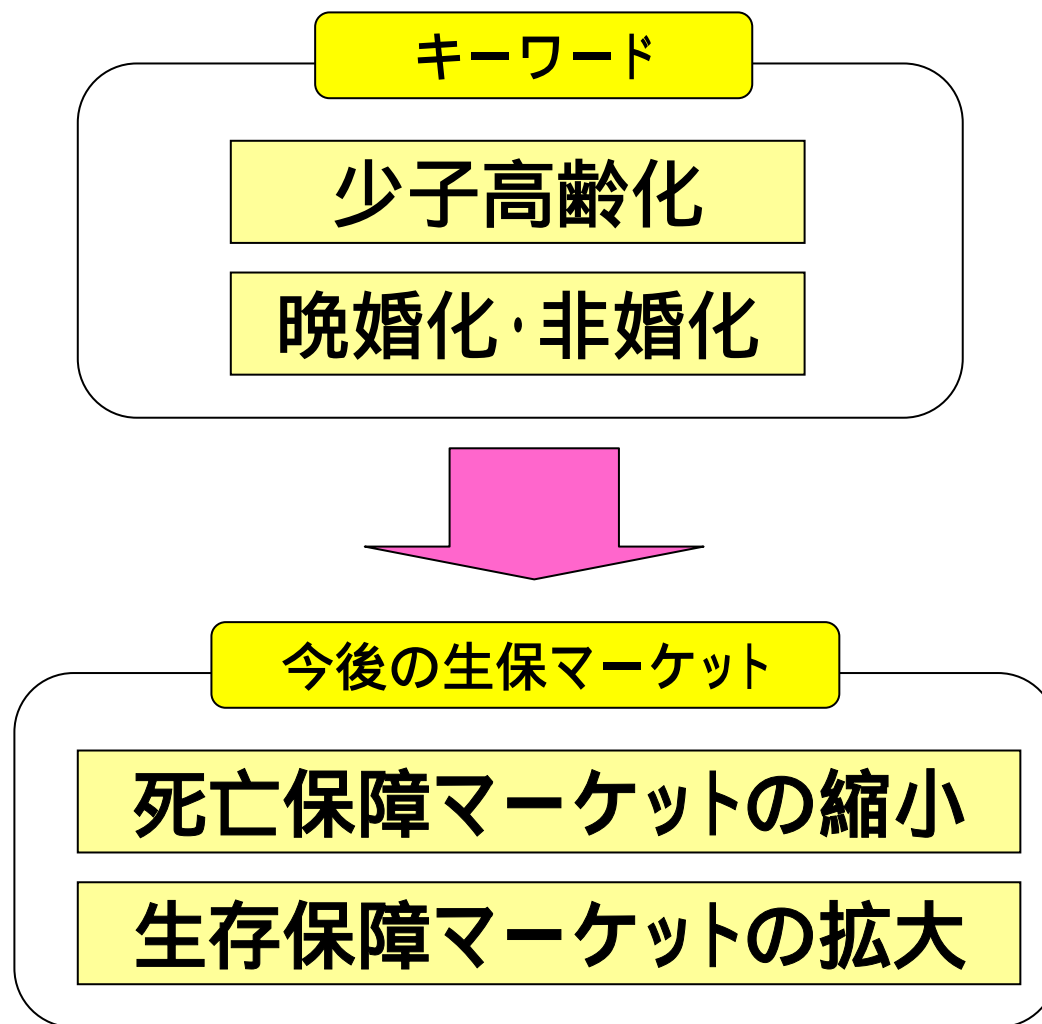 キーワード
少子高齢化
晩婚化・非婚化
今後の生保マーケット
死亡保障マーケットの縮小
生存保障マーケットの拡大